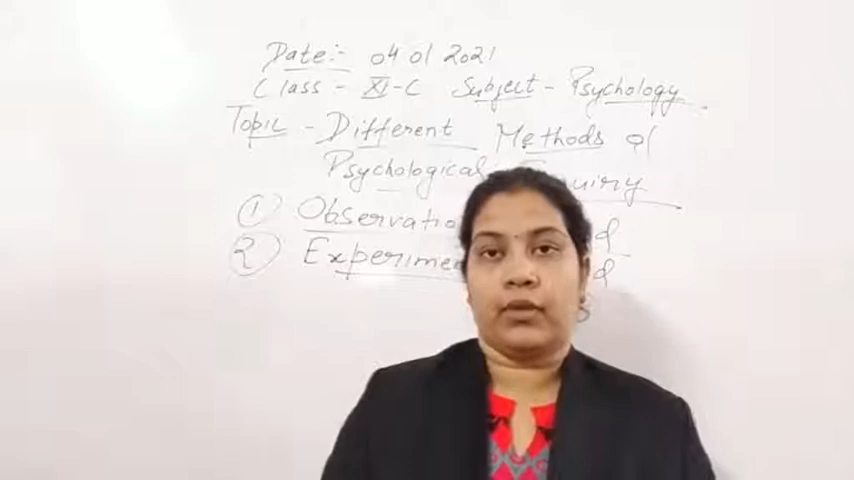 Date:- 04 01 2021
Class - XI-C Subject - Psychology
Topic - Different Methods of
Psychological
① Observatio
② Experime